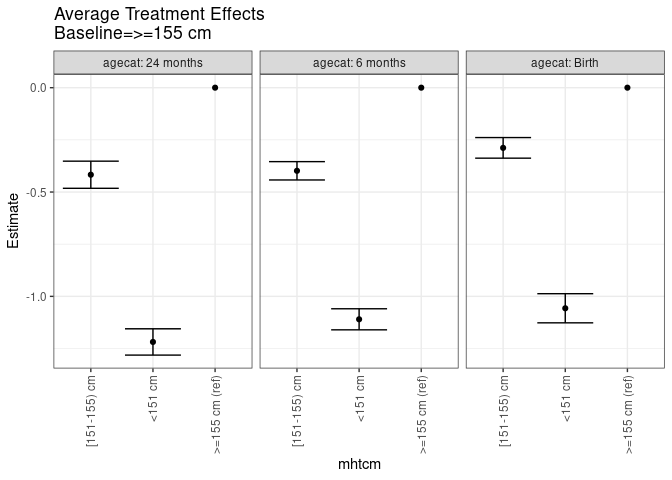 Average Treatment Effects
Baseline=>=155 cm
agecat: 24 months
agecat: 6 months
agecat: Birth
0.0
-0.5
-1.0
Estimate
[151-155) cm
<151 cm
>=155 cm (ref)
[151-155) cm
<151 cm
>=155 cm (ref)
[151-155) cm
<151 cm
>=155 cm (ref)
mhtcm